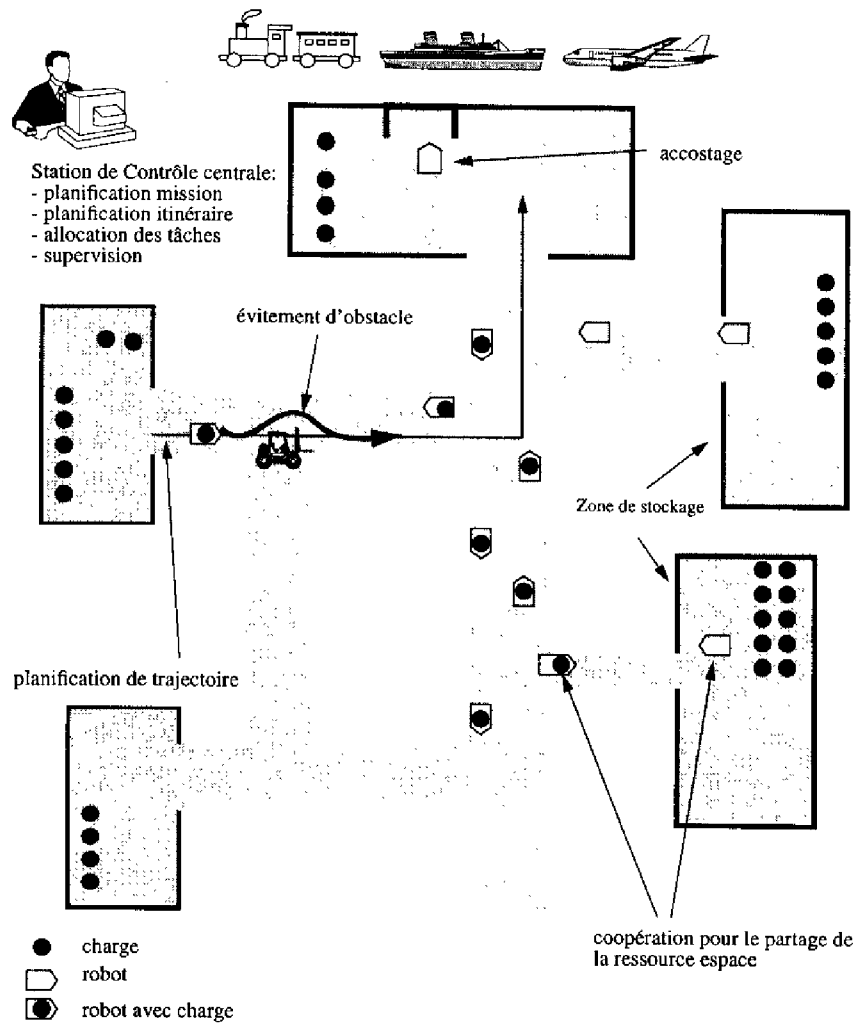 Station de Contrôle centrale:
- planification mission
- planification itinéraire
- allocation des tâches
- supervision
accostage
évitement d'obstacle
Zone de stockage
planification de trajectoire
coopération pour le partage de
la ressource espace
charge
robot
robot avec charge